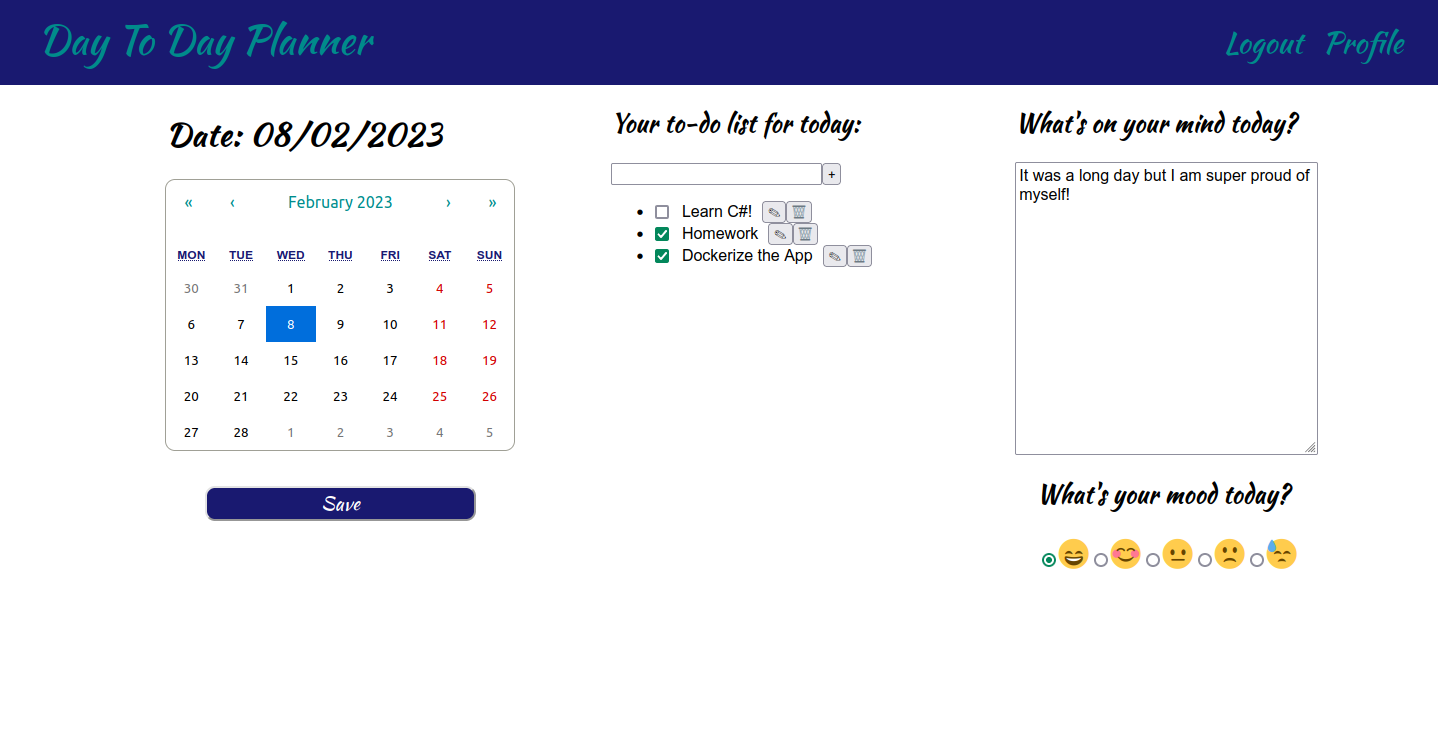 Day To Day Planner
Logout Profile
Date: 08/02/2023
« ‹ February 2023 › »
MON TUE WED THU FRI SAT SUN
30 31 1 2 3 4 5
6 7 8 9 10 11 12
13 14 15 16 17 18 19
20 21 22 23 24 25 26
27 28 1 2 3 4 5
Save
Your to-do list for today:
+
Learn C#!
Homework
Dockerize the App
What's on your mind today?
It was a long day but I am super proud of
myself!
What's your mood today?